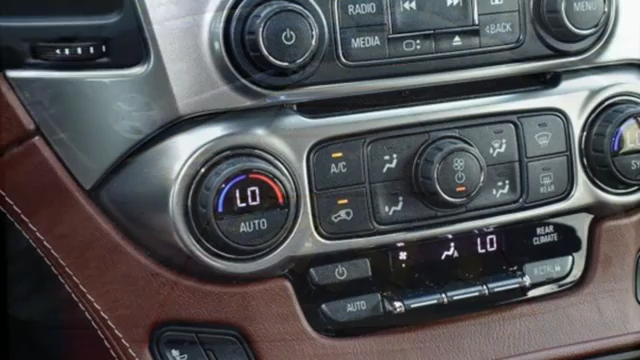 RADIO
MENU
MEDIA
BACK
LO
AUTO
A/C
REAR
LO
REAR
CLIMATE
AUTO